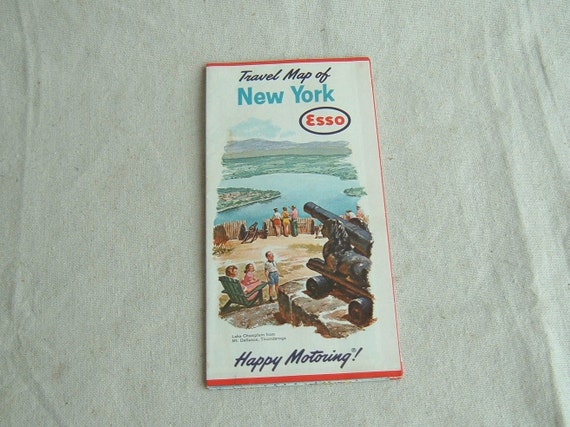 Travel Map of
New York
Esso
Lake Champlain from
Mt. Defiance, Ticonderoga
Happy Motoring!®